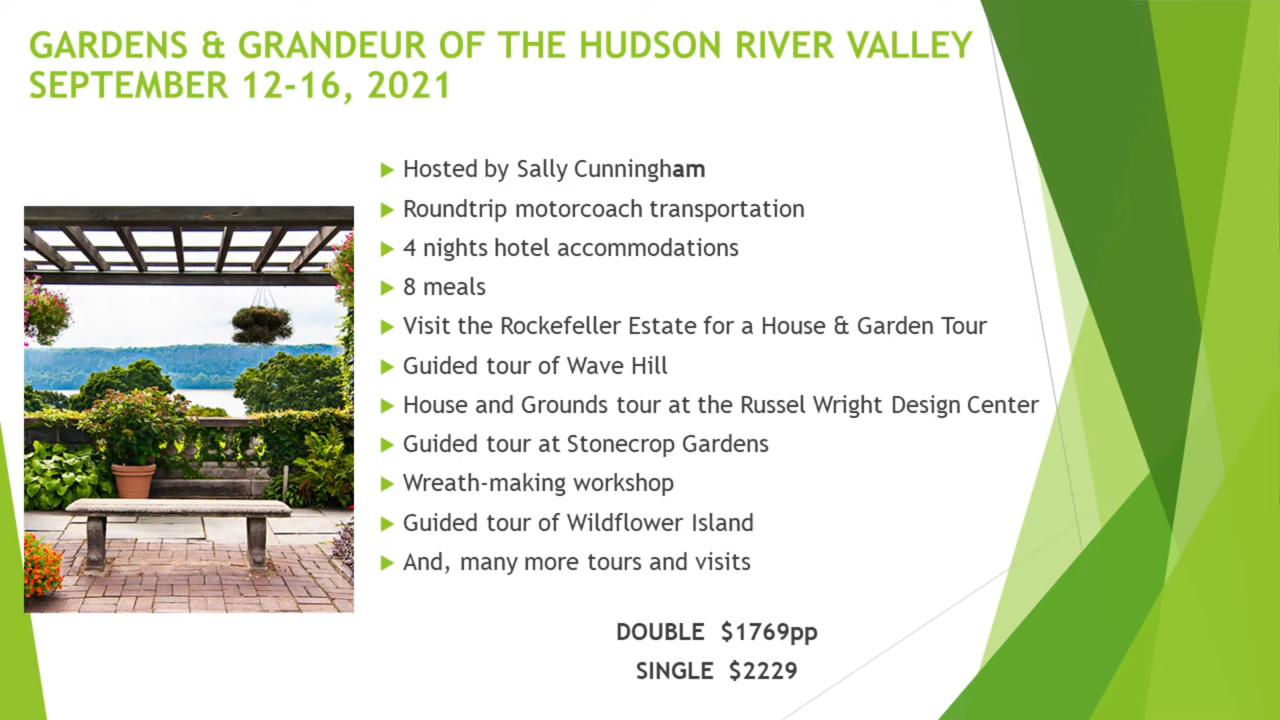 GARDENS & GRANDEUR OF THE HUDSON RIVER VALLEY
SEPTEMBER 12-16, 2021
Hosted by Sally Cunningham
Roundtrip motorcoach transportation
4 nights hotel accommodations
8 meals
Visit the Rockefeller Estate for a House & Garden Tour
Guided tour of Wave Hill
House and Grounds tour at the Russel Wright Design Center
Guided tour at Stonecrop Gardens
Wreath-making workshop
Guided tour of Wildflower Island
And, many more tours and visits
DOUBLE $1769pp
SINGLE $2229